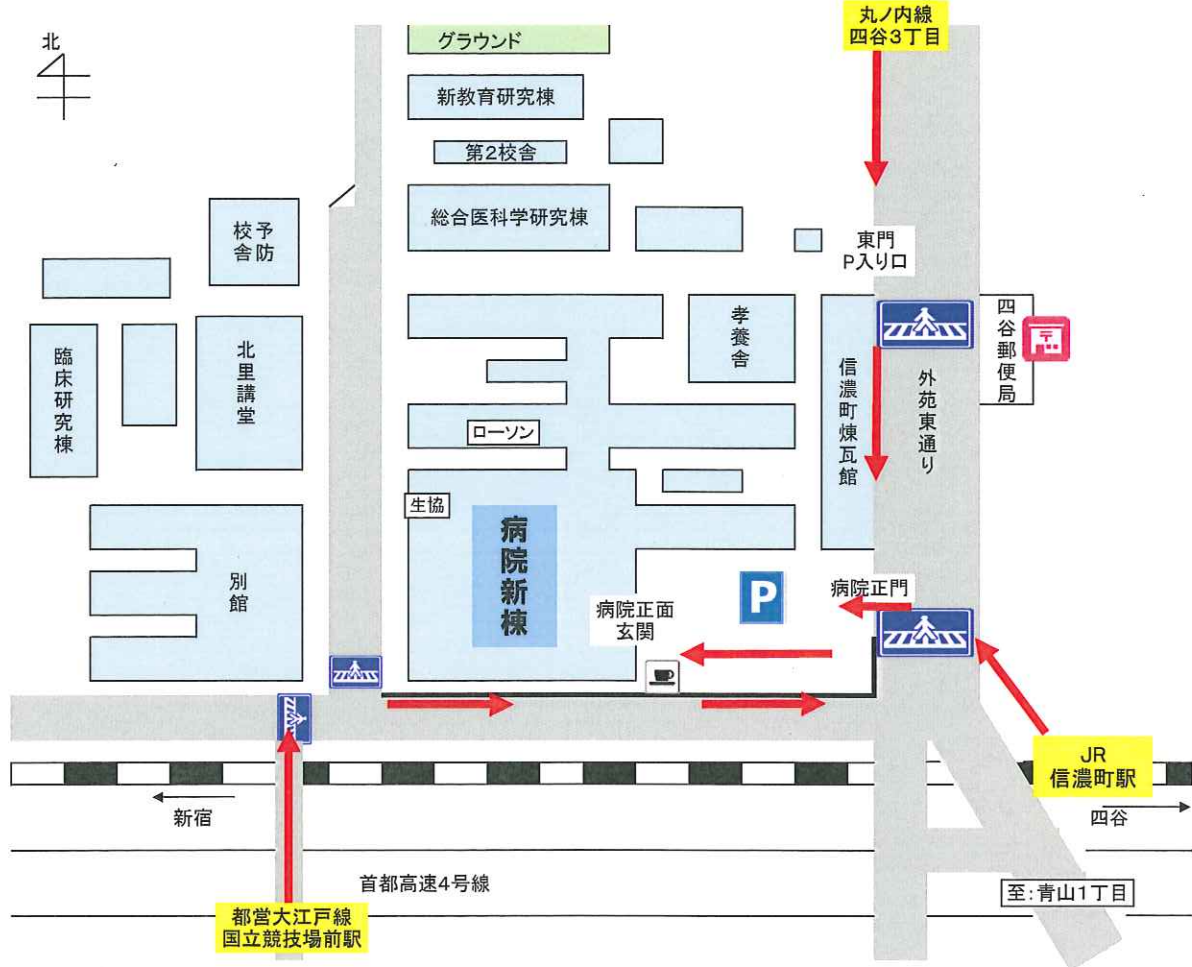 丸ノ内線
四谷3丁目
北
グラウンド
新教育研究棟
第2校舎
総合医科学研究棟
予防
校舎
東門
P入り口
四谷郵便局
〒
孝養舎
信濃町煉瓦館
外苑東通り
臨床研究棟
北里講堂
ローソン
生協
病院新棟
別館
P
病院正門
病院正面
玄関
JR
信濃町駅
新宿
四谷
首都高速4号線
至:青山1丁目
都営大江戸線
国立競技場前駅